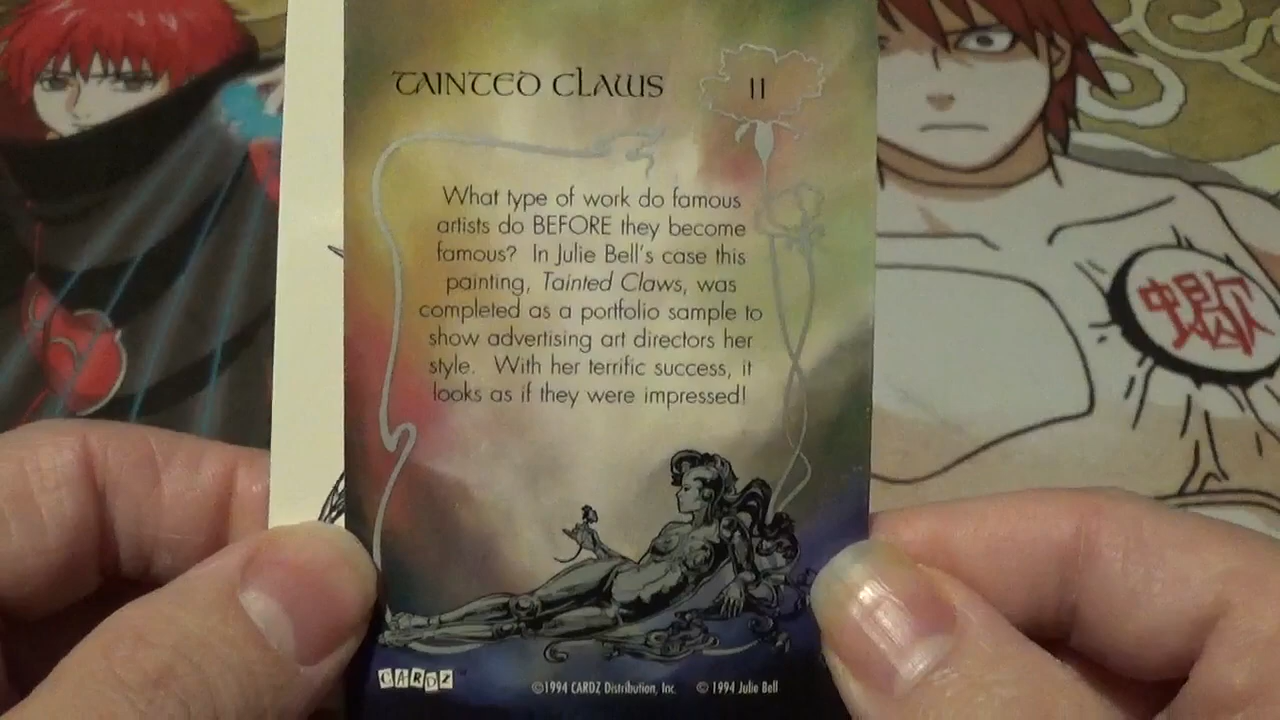 TAINTED CLAWS
11
What type of work do famous
artists do BEFORE they become
famous? In Julie Bell's case this
painting, Tainted Claws, was
completed as a portfolio sample to
show advertising art directors her
style. With her terrific success, it
looks as if they were impressed!
CARDZ™
©1994 CARDZ Distribution, Inc. © 1994 Julie Bell